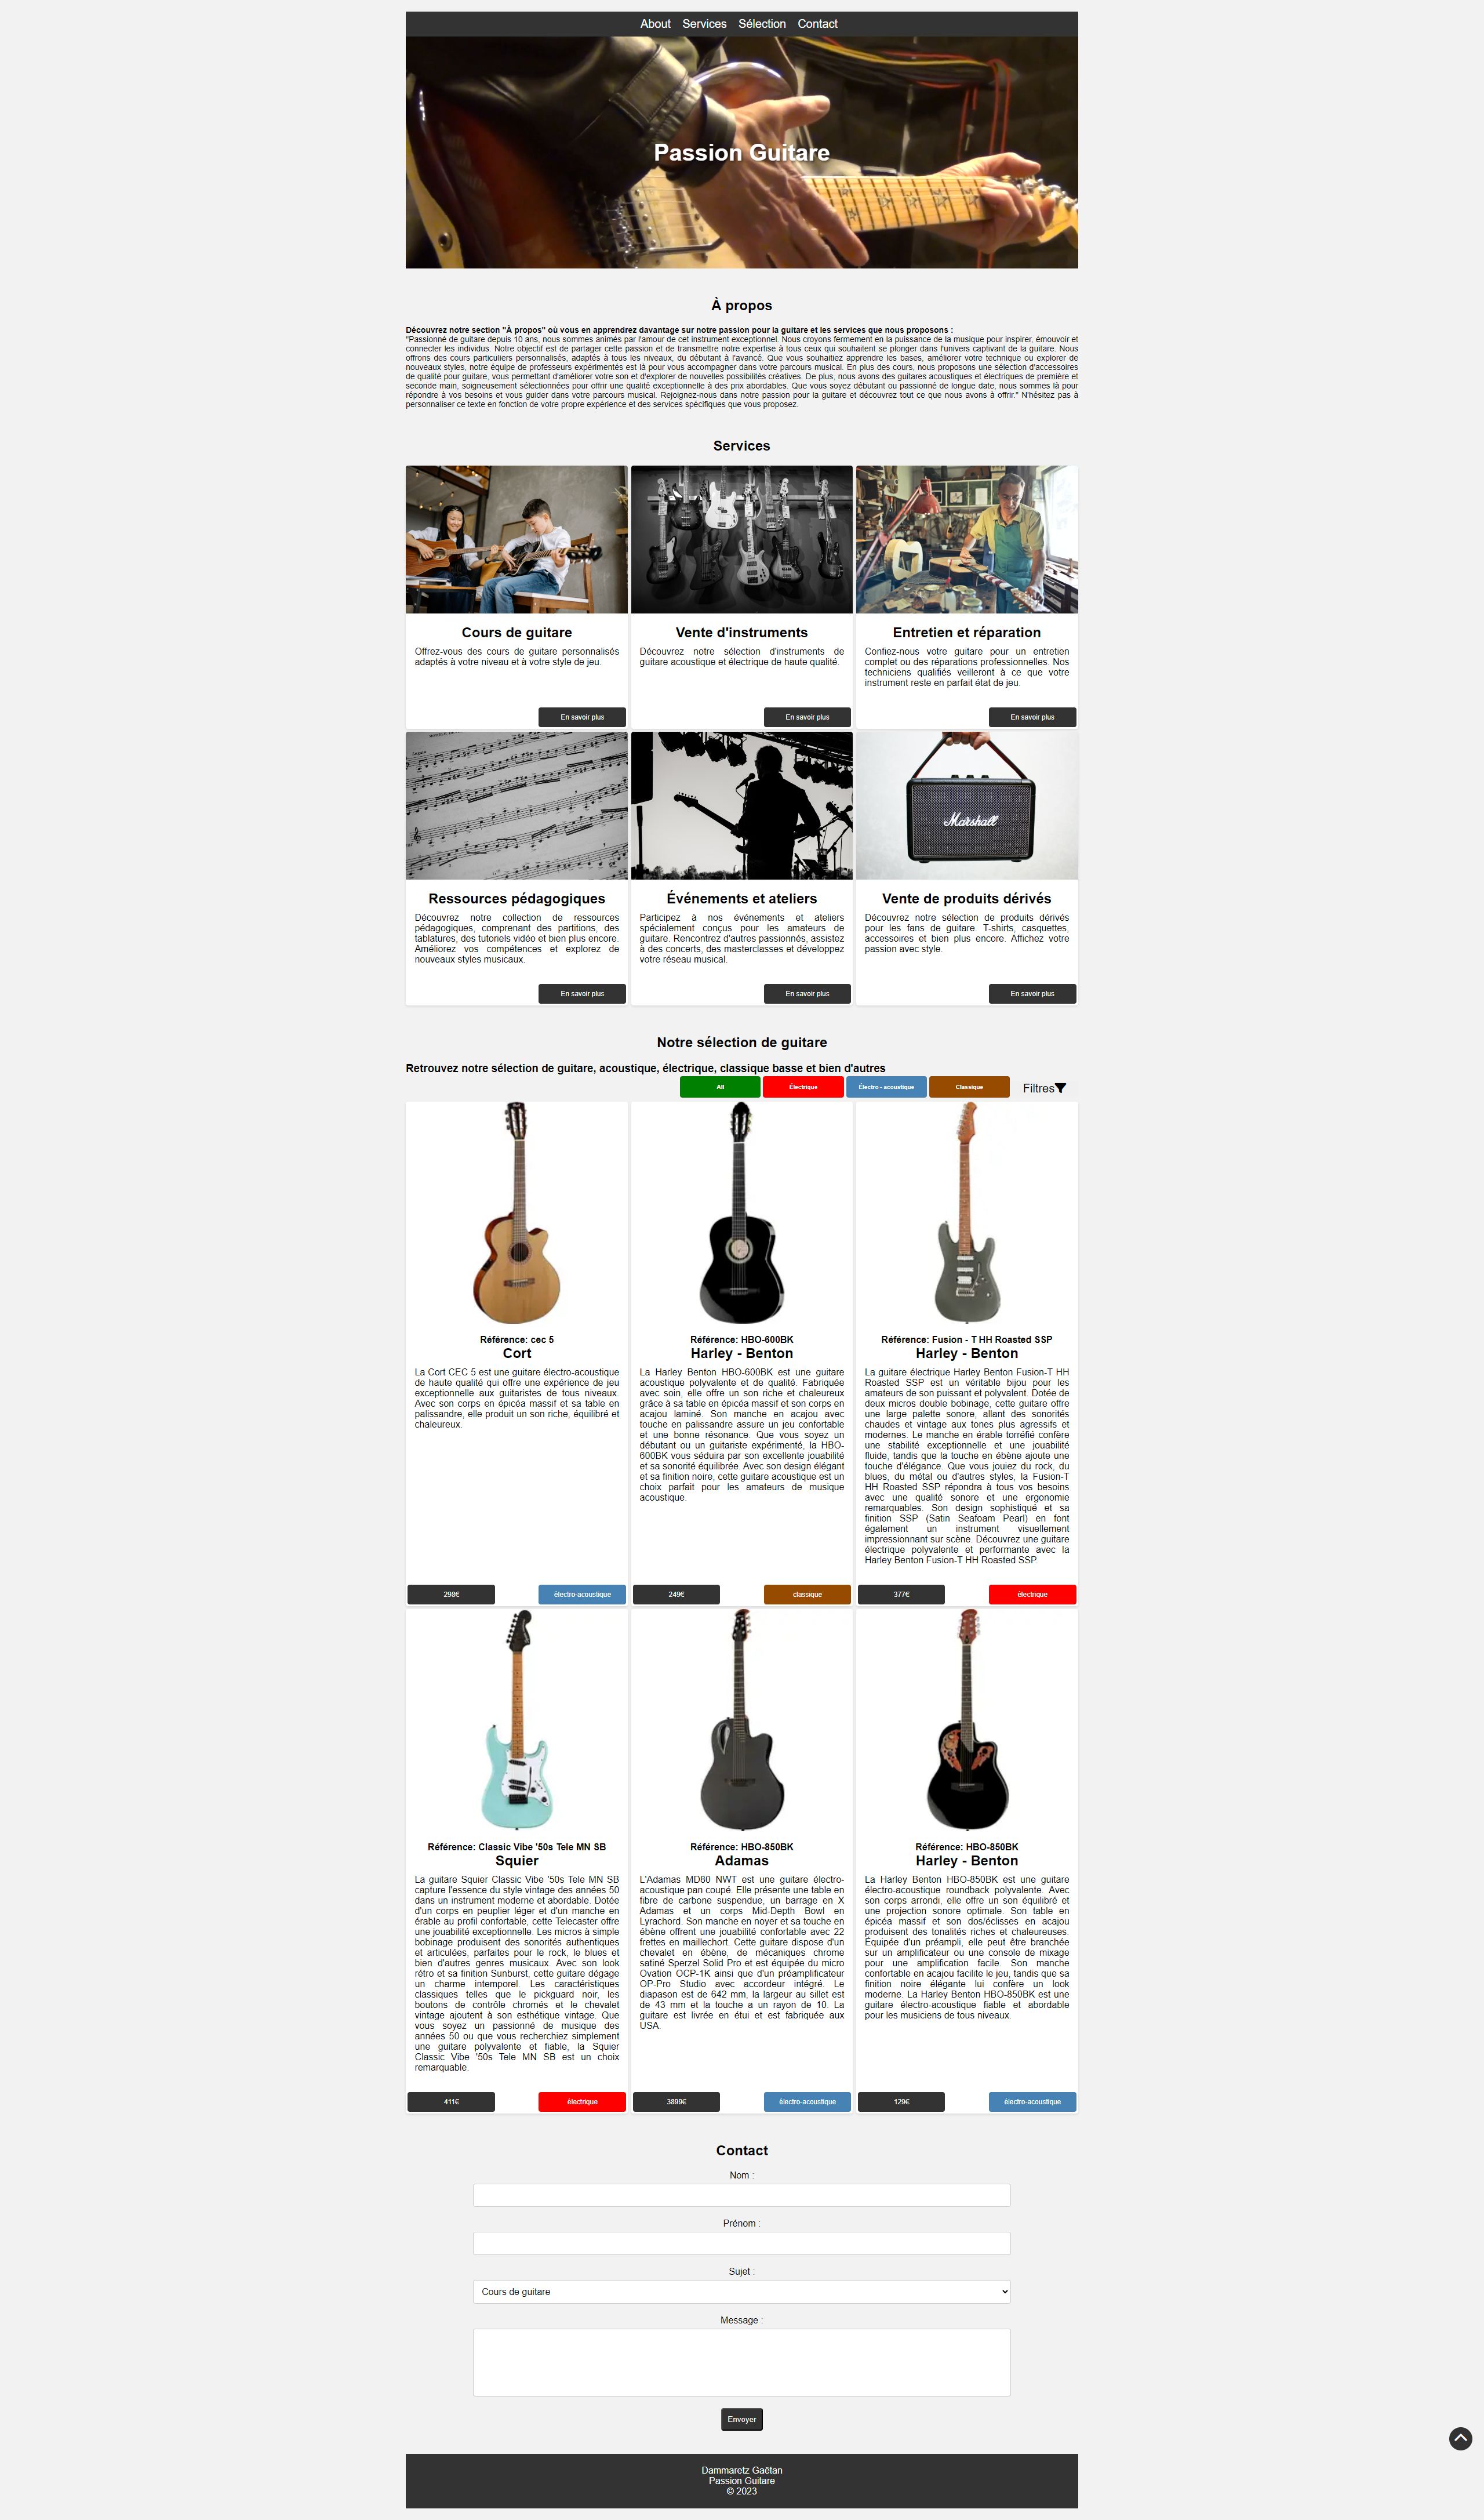 About Services Sélection Contact
Passion Guitare
À propos
Découvrez notre section "À propos" où vous en apprendrez davantage sur notre passion pour la guitare et les services que nous proposons :
"Passionné de guitare depuis 10 ans, nous sommes animés par l'amour de cet instrument exceptionnel. Nous croyons fermement en la puissance de la musique pour inspirer, émouvoir et
connecter les individus. Notre objectif est de partager cette passion et de transmettre notre expertise à tous ceux qui souhaitent se plonger dans l'univers captivant de la guitare. Nous
offrons des cours particuliers personnalisés, adaptés à tous les niveaux, du débutant à l'avancé. Que vous souhaitiez apprendre les bases, améliorer votre technique ou explorer de
nouveaux styles, notre équipe de professeurs expérimentés est là pour vous accompagner dans votre parcours musical. En plus des cours, nous proposons une sélection d'accessoires
de qualité pour guitare, vous permettant d'améliorer votre son et d'explorer de nouvelles possibilités créatives. De plus, nous avons des guitares acoustiques et électriques de première et
seconde main, soigneusement sélectionnées pour offrir une qualité exceptionnelle à des prix abordables. Que vous soyez débutant ou passionné de longue date, nous sommes là pour
répondre à vos besoins et vous guider dans votre parcours musical. Rejoignez-nous dans notre passion pour la guitare et découvrez tout ce que nous avons à offrir." N'hésitez pas à
personnaliser ce texte en fonction de votre propre expérience et des services spécifiques que vous proposez.
Services
Cours de guitare
Offrez-vous des cours de guitare personnalisés
adaptés à votre niveau et à votre style de jeu.
En savoir plus
Vente d'instruments
Découvrez notre sélection d'instruments de
guitare acoustique et électrique de haute qualité.
En savoir plus
Entretien et réparation
Confiez-nous votre guitare pour un entretien
complet ou des réparations professionnelles. Nos
techniciens qualifiés veilleront à ce que votre
instrument reste en parfait état de jeu.
En savoir plus
Ressources pédagogiques
Découvrez notre collection de ressources
pédagogiques, comprenant des partitions, des
tablatures, des tutoriels vidéo et bien plus encore.
Améliorez vos compétences et explorez de
nouveaux styles musicaux.
En savoir plus
Événements et ateliers
Participez à nos événements et ateliers
spécialement conçus pour les amateurs de
guitare. Rencontrez d'autres passionnés, assistez
à des concerts, des masterclasses et développez
votre réseau musical.
En savoir plus
Marshall
Vente de produits dérivés
Découvrez notre sélection de produits dérivés
pour les fans de guitare. T-shirts, casquettes,
accessoires et bien plus encore. Affichez votre
passion avec style.
En savoir plus
Notre sélection de guitare
Retrouvez notre sélection de guitare, acoustique, électrique, classique basse et bien d'autres
All Électrique Électro - acoustique Classique Filtres
Référence: cec 5
Cort
La Cort CEC 5 est une guitare électro-acoustique
de haute qualité qui offre une expérience de jeu
exceptionnelle aux guitaristes de tous niveaux.
Avec son corps en épicéa massif et sa table en
palissandre, elle produit un son riche, équilibré et
chaleureux.
298€ électro-acoustique
Référence: HBO-600BK
Harley - Benton
La Harley Benton HBO-600BK est une guitare
acoustique polyvalente et de qualité. Fabriquée
avec soin, elle offre un son riche et chaleureux
grâce à sa table en épicéa massif et son corps en
acajou laminé. Son manche en acajou avec
touche en palissandre assure un jeu confortable
et une bonne résonance. Que vous soyez un
débutant ou un guitariste expérimenté, la HBO-
600BK vous séduira par son excellente jouabilité
et sa sonorité équilibrée. Avec son design élégant
et sa finition noire, cette guitare acoustique est un
choix parfait pour les amateurs de musique
acoustique.
249€ classique
Référence: Fusion - T HH Roasted SSP
Harley - Benton
La guitare électrique Harley Benton Fusion-T HH
Roasted SSP est un véritable bijou pour les
amateurs de son puissant et polyvalent. Dotée de
deux micros double bobinage, cette guitare offre
une large palette sonore, allant des sonorités
chaudes et vintage aux tones plus agressifs et
modernes. Le manche en érable torréfié confère
une stabilité exceptionnelle et une jouabilité
fluide, tandis que la touche en ébène ajoute une
touche d'élégance. Que vous jouiez du rock, du
blues, du métal ou d'autres styles, la Fusion-T
HH Roasted SSP répondra à tous vos besoins
avec une qualité sonore et une ergonomie
remarquables. Son design sophistiqué et sa
finition SSP (Satin Seafoam Pearl) en font
également un instrument visuellement
impressionnant sur scène. Découvrez une guitare
électrique polyvalente et performante avec la
Harley Benton Fusion-T HH Roasted SSP.
377€ électrique
Référence: Classic Vibe '50s Tele MN SB
Squier
La guitare Squier Classic Vibe '50s Tele MN SB
capture l'essence du style vintage des années 50
dans un instrument moderne et abordable. Dotée
d'un corps en peuplier léger et d'un manche en
érable au profil confortable, cette Telecaster offre
une jouabilité exceptionnelle. Les micros à simple
bobinage produisent des sonorités authentiques
et articulées, parfaites pour le rock, le blues et
bien d'autres genres musicaux. Avec son look
rétro et sa finition Sunburst, cette guitare dégage
un charme intemporel. Les caractéristiques
classiques telles que le pickguard noir, les
boutons de contrôle chromés et le chevalet
vintage ajoutent à son esthétique vintage. Que
vous soyez un passionné de musique des
années 50 ou que vous recherchiez simplement
une guitare polyvalente et fiable, la Squier
Classic Vibe '50s Tele MN SB est un choix
remarquable.
411€ électrique
Référence: HBO-850BK
Adamas
L'Adamas MD80 NWT est une guitare électro-
acoustique pan coupé. Elle présente une table en
fibre de carbone suspendue, un barrage en X
Adamas et un corps Mid-Depth Bowl en
Lyrachord. Son manche en noyer et sa touche en
ébène offrent une jouabilité confortable avec 22
frettes en maillechort. Cette guitare dispose d'un
chevalet en ébène, de mécaniques chrome
satiné Sperzel Solid Pro et est équipée du micro
Ovation OCP-1K ainsi que d'un préamplificateur
OP-Pro Studio avec accordeur intégré. Le
diapason est de 642 mm, la largeur au sillet est
de 43 mm et la touche a un rayon de 10. La
guitare est livrée en étui et est fabriquée aux
USA.
3899€ électro-acoustique
Référence: HBO-850BK
Harley - Benton
La Harley Benton HBO-850BK est une guitare
électro-acoustique roundback polyvalente. Avec
son corps arrondi, elle offre un son équilibré et
une projection sonore optimale. Son table en
épicéa massif et son dos/éclisses en acajou
produisent des tonalités riches et chaleureuses.
Équipée d'un préampli, elle peut être branchée
sur un amplificateur ou une console de mixage
pour une amplification facile. Son manche
confortable en acajou facilite le jeu, tandis que sa
finition noire élégante lui confère un look
moderne. La Harley Benton HBO-850BK est une
guitare électro-acoustique fiable et abordable
pour les musiciens de tous niveaux.
129€ électro-acoustique
Contact
Nom :
Prénom :
Sujet :
Cours de guitare
Message :
Envoyer
Dammaretz Gaëtan
Passion Guitare
© 2023